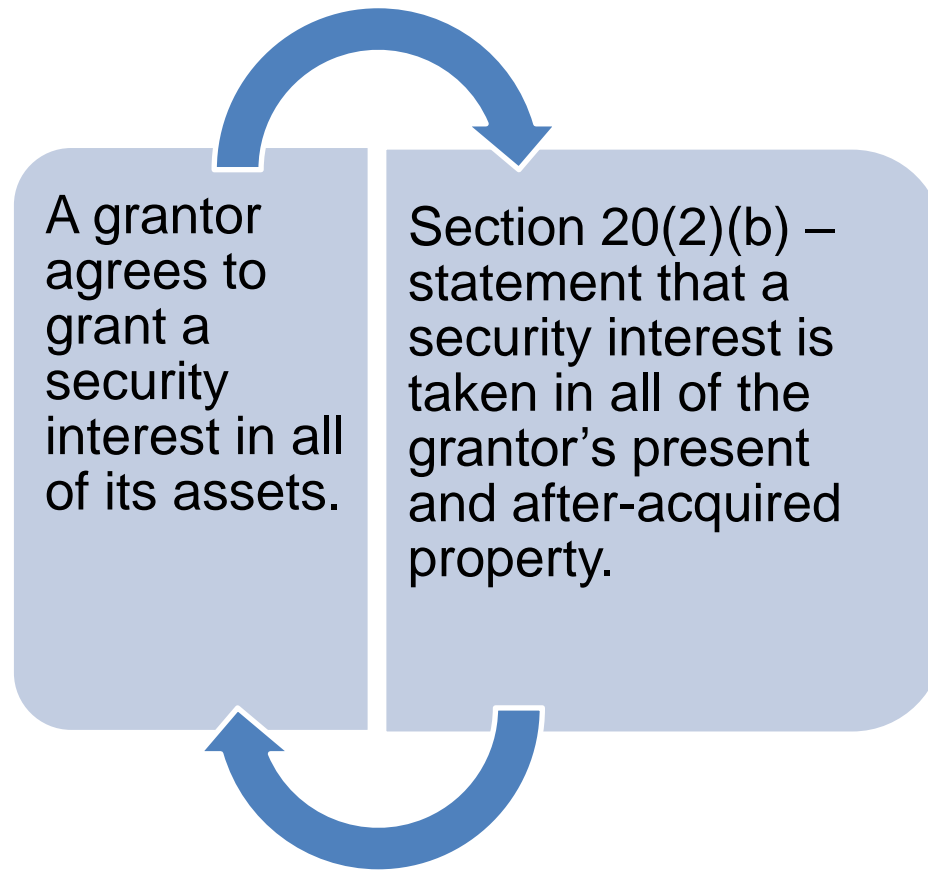 A grantor
agrees to
grant a
security
interest in all
of its assets.
Section 20(2)(b) –
statement that a
security interest is
taken in all of the
grantor’s present
and after-acquired
property.